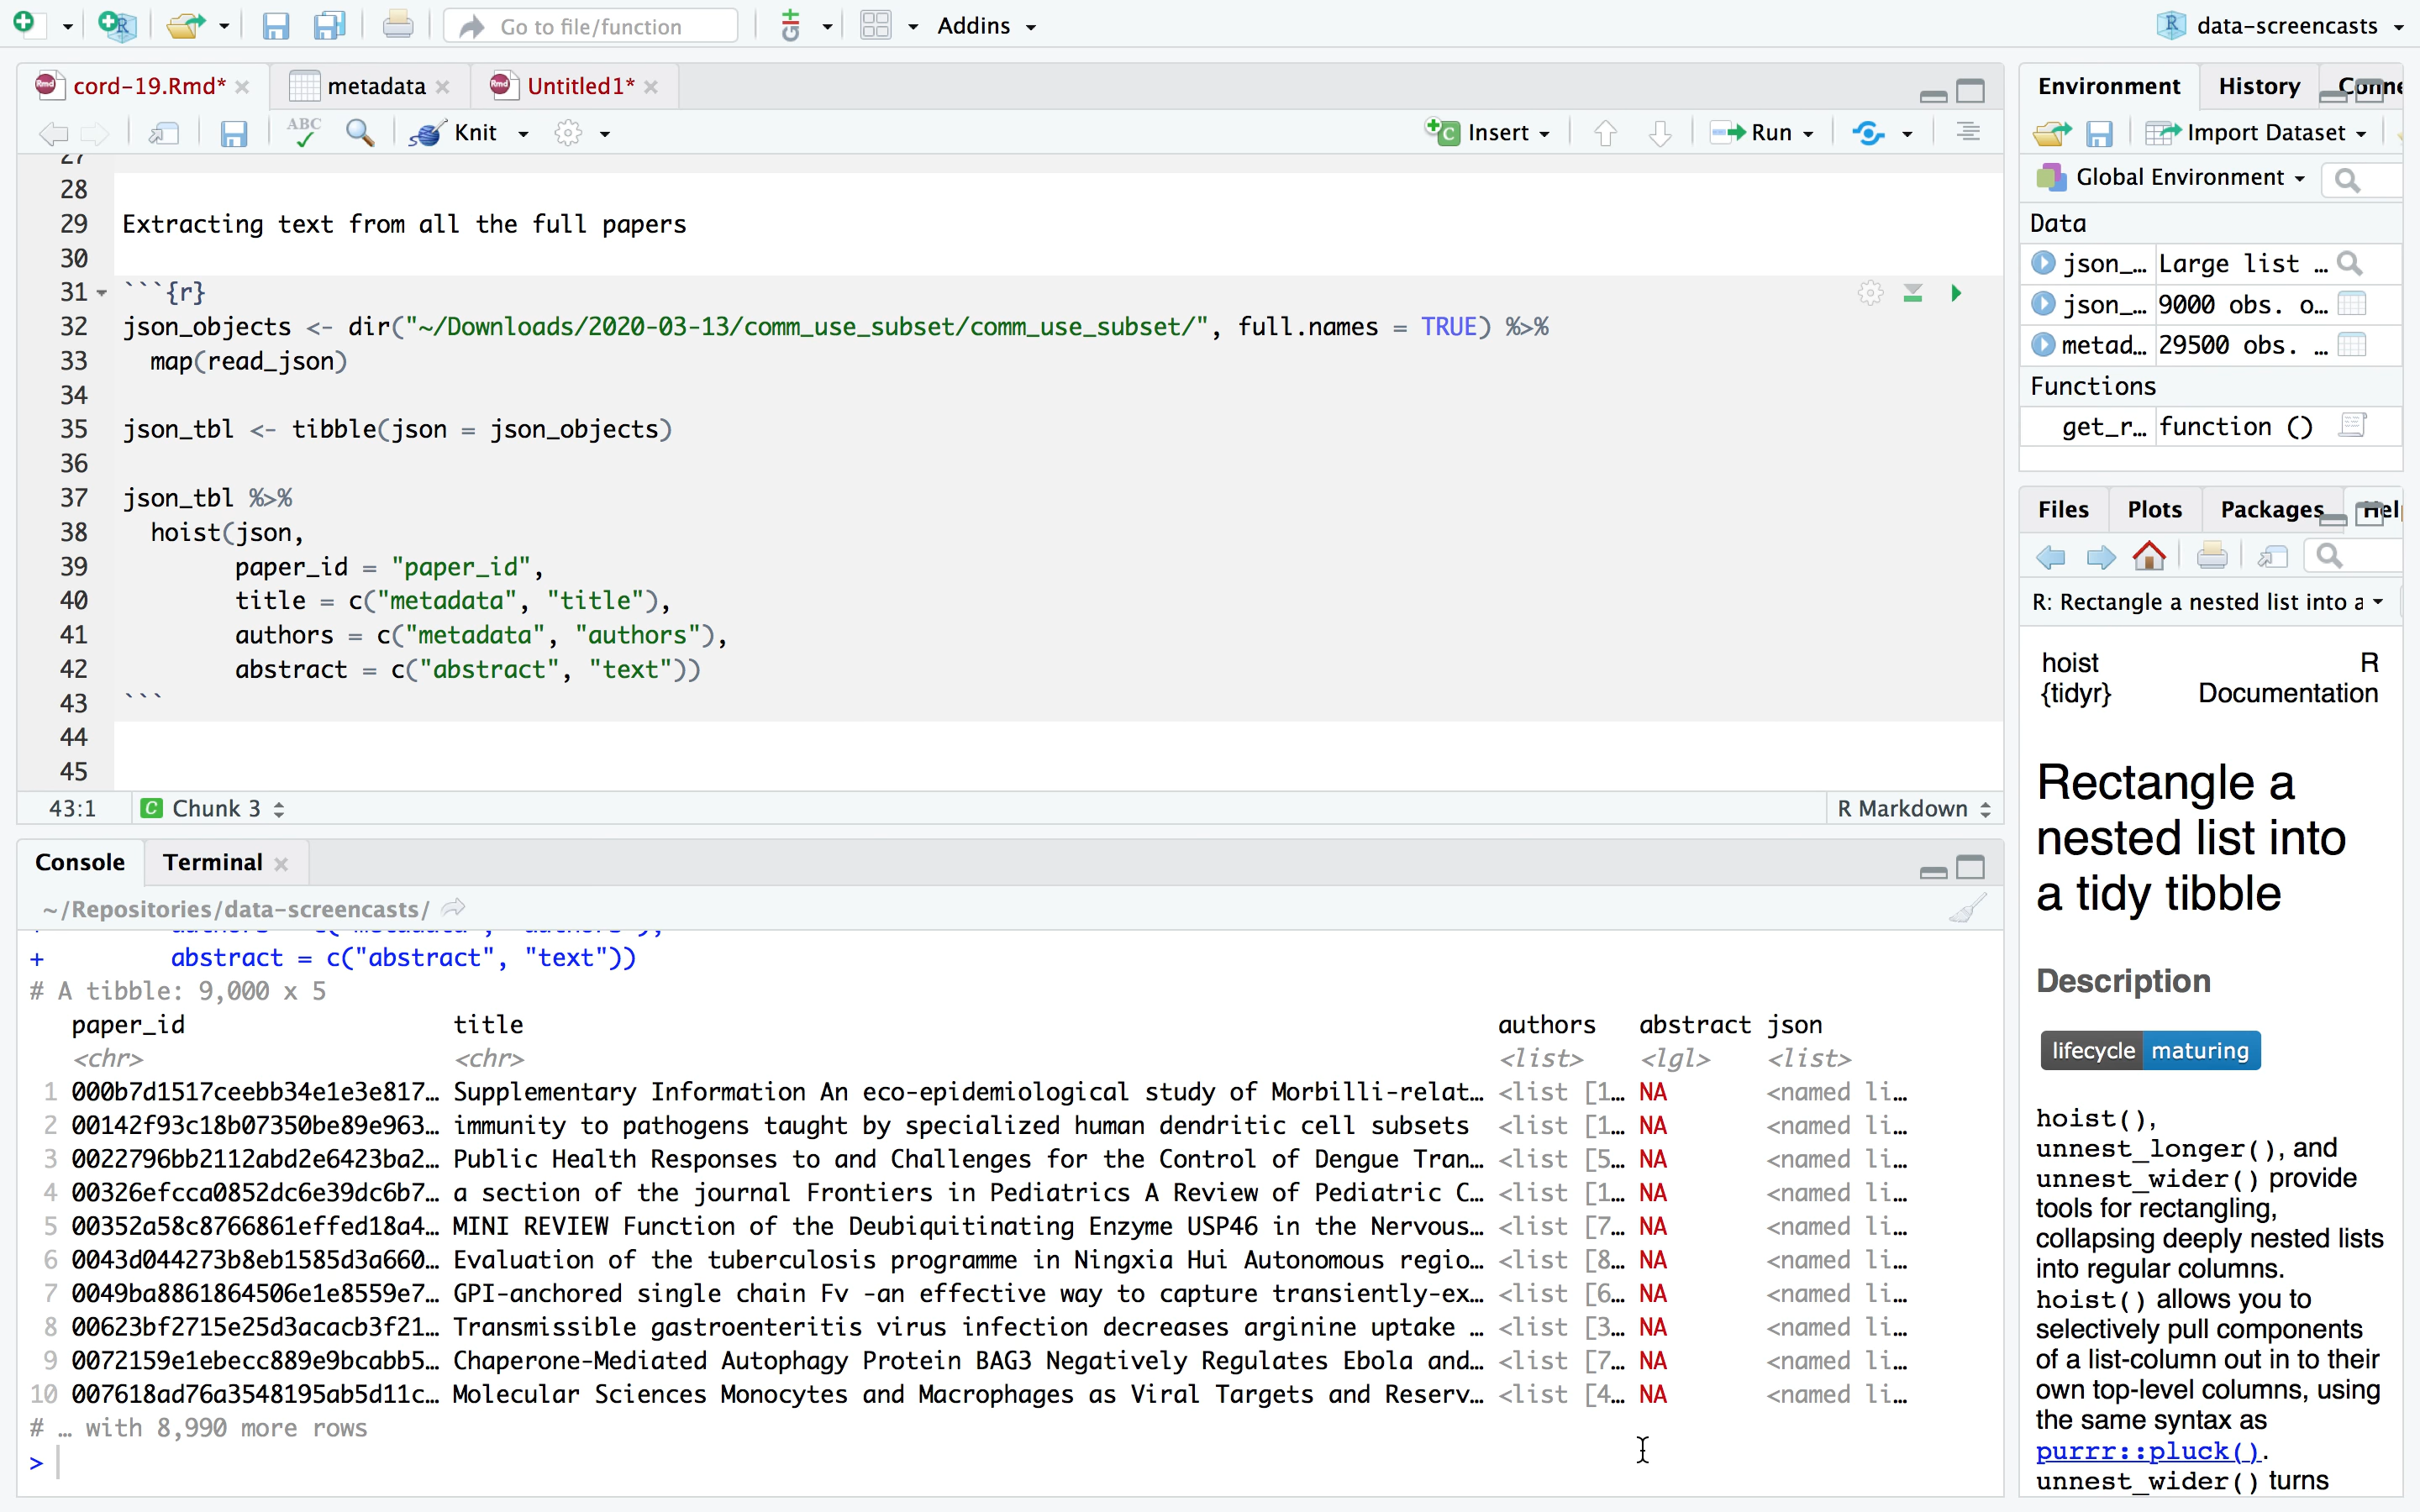 Go to file/function
Addins
data-screencasts
cord-19.Rmd*
metadata
Untitled1*
ABC
Knit
Insert
Run
27
28
29 Extracting text from all the full papers
30
31 ```{r}
32 json_objects <- dir("~/Downloads/2020-03-13/comm_use_subset/comm_use_subset/", full.names = TRUE) %>%
33 map(read_json)
34
35 json_tbl <- tibble(json = json_objects)
36
37 json_tbl %>%
38 hoist(json,
39 paper_id = "paper_id",
40 title = c("metadata", "title"),
41 authors = c("metadata", "authors"),
42 abstract = c("abstract", "text"))
43 ```
44
45
43:1 C Chunk 3 R Markdown
Console Terminal
~/Repositories/data-screencasts/
+ authors = c("metadata", "authors"),
+ abstract = c("abstract", "text"))
# A tibble: 9,000 x 5
paper_id title authors abstract json
<chr> <chr> <list> <lgl> <list>
1 000b7d1517ceebb34e1e3e817… Supplementary Information An eco-epidemiological study of Morbilli-relat… <list [1… NA <named li…
2 00142f93c18b07350be89e963… immunity to pathogens taught by specialized human dendritic cell subsets <list [1… NA <named li…
3 0022796bb2112abd2e6423ba2… Public Health Responses to and Challenges for the Control of Dengue Tran… <list [5… NA <named li…
4 00326efcca0852dc6e39dc6b7… a section of the journal Frontiers in Pediatrics A Review of Pediatric C… <list [1… NA <named li…
5 00352a58c8766861effed18a4… MINI REVIEW Function of the Deubiquitinating Enzyme USP46 in the Nervous… <list [7… NA <named li…
6 0043d044273b8eb1585d3a660… Evaluation of the tuberculosis programme in Ningxia Hui Autonomous regio… <list [8… NA <named li…
7 0049ba8861864506e1e8559e7… GPI-anchored single chain Fv -an effective way to capture transiently-ex… <list [6… NA <named li…
8 00623bf2715e25d3acacb3f21… Transmissible gastroenteritis virus infection decreases arginine uptake … <list [3… NA <named li…
9 0072159e1ebecc889e9bcabb5… Chaperone-Mediated Autophagy Protein BAG3 Negatively Regulates Ebola and… <list [7… NA <named li…
10 007618ad76a3548195ab5d11c… Molecular Sciences Monocytes and Macrophages as Viral Targets and Reserv… <list [4… NA <named li…
# … with 8,990 more rows
>
Environment History Conne
Import Dataset
Global Environment
Data
json_… Large list …
json_… 9000 obs. o…
metad… 29500 obs. …
Functions
get_r… function ()
Files Plots Packages Hel
R: Rectangle a nested list into a
hoist {tidyr}
R Documentation
Rectangle a
nested list into
a tidy tibble
Description
lifecycle maturing
hoist(),
unnest_longer(), and
unnest_wider() provide
tools for rectangling,
collapsing deeply nested lists
into regular columns.
hoist() allows you to
selectively pull components
of a list-column out in to their
own top-level columns, using
the same syntax as
purrr::pluck().
unnest_wider() turns